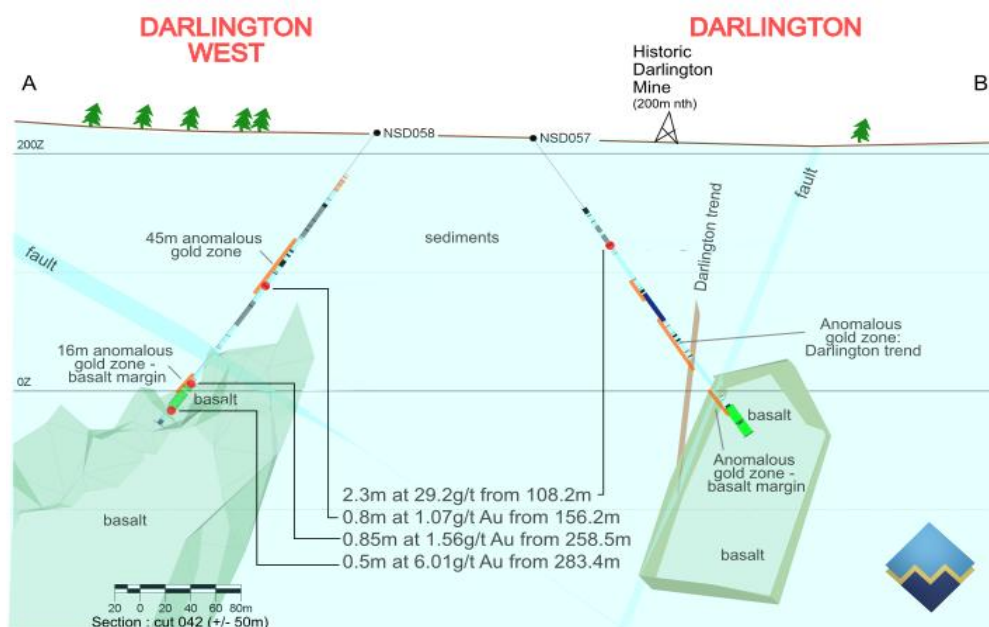 DARLINGTON
WEST
DARLINGTON
A
Historic
Darlington
Mine
(200m nth)
B
NSD058
NSD057
200Z
fault
Darlington trend
45m anomalous
gold zone
sediments
fault
Anomalous
gold zone:
Darlington trend
16m anomalous
gold zone -
basalt margin
0Z
basalt
basalt
Anomalous
gold zone -
basalt margin
2.3m at 29.2g/t from 108.2m
0.8m at 1.07g/t Au from 156.2m
0.85m at 1.56g/t Au from 258.5m
0.5m at 6.01g/t Au from 283.4m
basalt
basalt
20 0 20 40 60 80m
Section : cut 042 (+/- 50m)